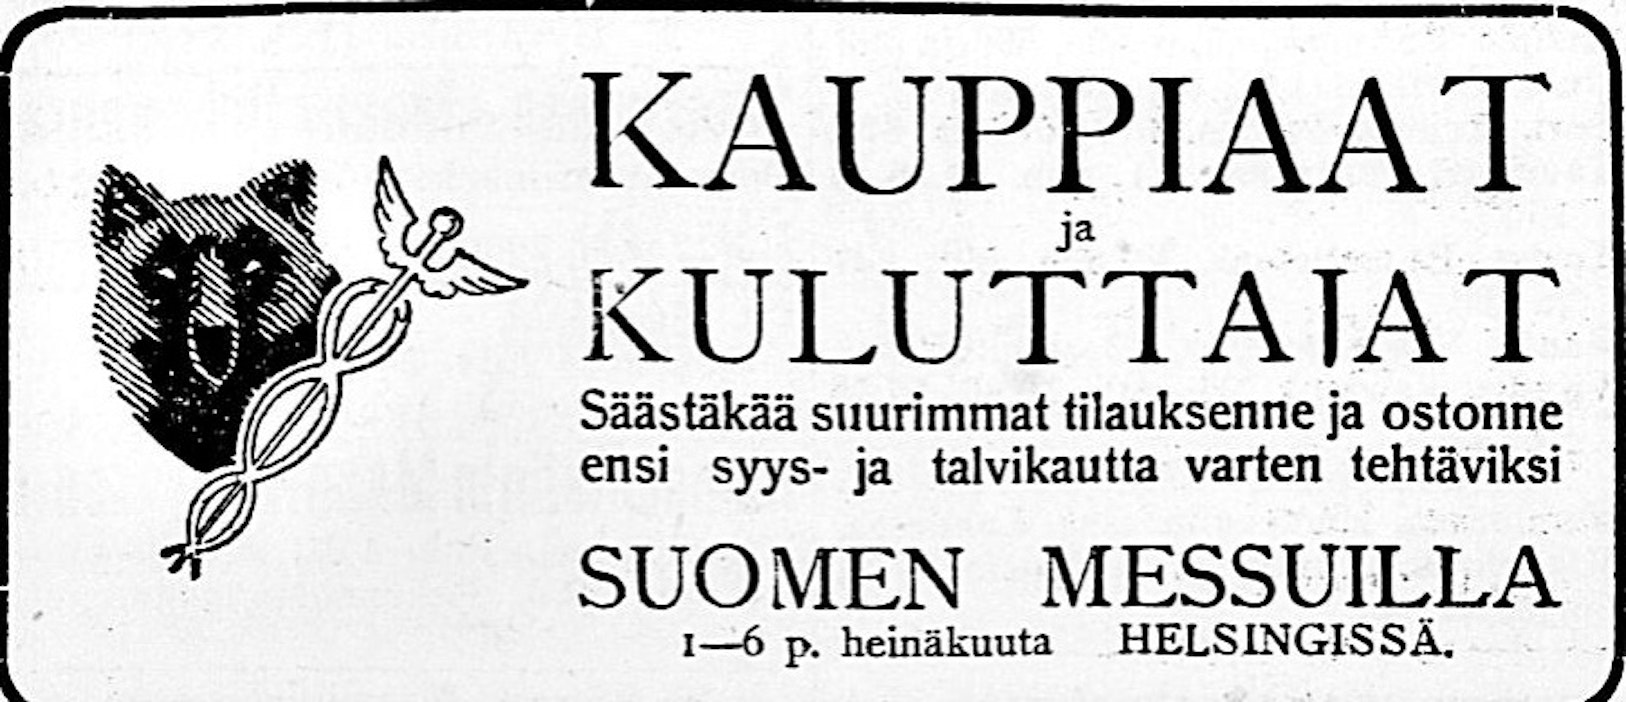 KAUPPIAAT
ja
KULUTTAJAT
Säästäkää suurimmat tilauksenne ja ostonne
ensi syys- ja talvikautta varten tehtäviksi
SUOMEN MESSUILLA
1—6 p. heinäkuuta HELSINGISSÄ.